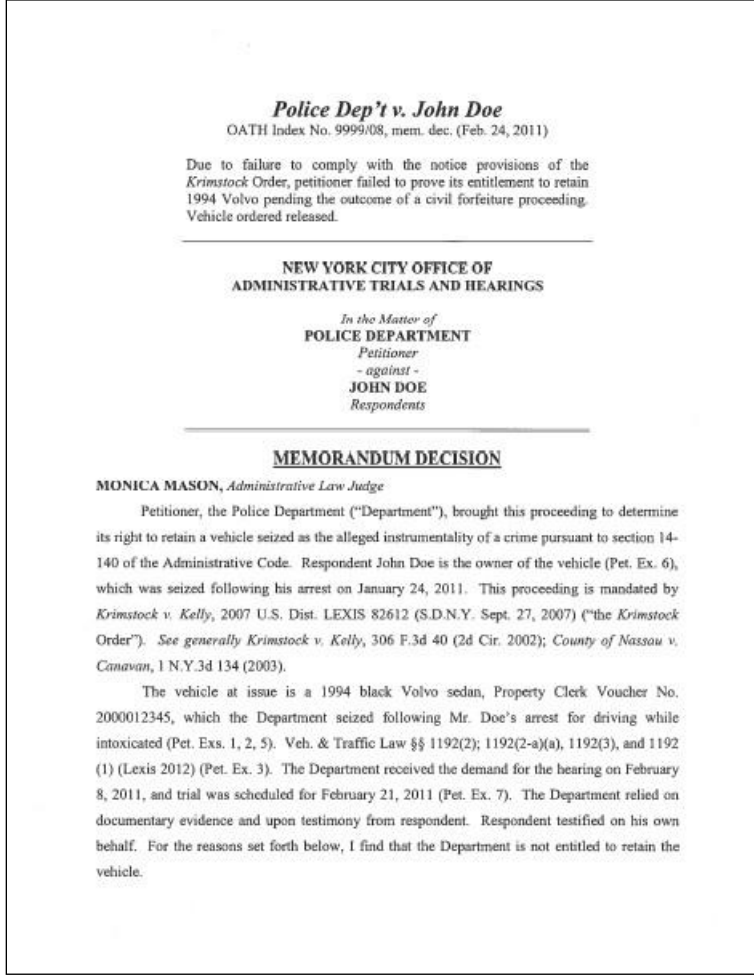 Police Dep't v. John Doe
OATH Index No. 9999/08, mem. dec. (Feb. 24, 2011)
Due to failure to comply with the notice provisions of the
Krimstock Order, petitioner failed to prove its entitlement to retain
1994 Volvo pending the outcome of a civil forfeiture proceeding.
Vehicle ordered released.
NEW YORK CITY OFFICE OF
ADMINISTRATIVE TRIALS AND HEARINGS
In the Matter of
POLICE DEPARTMENT
Petitioner
- against -
JOHN DOE
Respondents
MEMORANDUM DECISION
MONICA MASON, Administrative Law Judge
Petitioner, the Police Department ("Department"), brought this proceeding to determine
its right to retain a vehicle seized as the alleged instrumentality of a crime pursuant to section 14-
140 of the Administrative Code. Respondent John Doe is the owner of the vehicle (Pet. Ex. 6),
which was seized following his arrest on January 24, 2011. This proceeding is mandated by
Krimstock v. Kelly, 2007 U.S. Dist. LEXIS 82612 (S.D.N.Y. Sept. 27, 2007) ("the Krimstock
Order"). See generally Krimstock v. Kelly, 306 F.3d 40 (2d Cir. 2002); County of Nassau v.
Canavan, 1 N.Y.3d 134 (2003).
The vehicle at issue is a 1994 black Volvo sedan, Property Clerk Voucher No.
2000012345, which the Department seized following Mr. Doe's arrest for driving while
intoxicated (Pet. Exs. 1, 2, 5). Veh. & Traffic Law §§ 1192(2); 1192(2-a)(a), 1192(3), and 1192
(1) (Lexis 2012) (Pet. Ex. 3). The Department received the demand for the hearing on February
8, 2011, and trial was scheduled for February 21, 2011 (Pet. Ex. 7). The Department relied on
documentary evidence and upon testimony from respondent. Respondent testified on his own
behalf. For the reasons set forth below, I find that the Department is not entitled to retain the
vehicle.